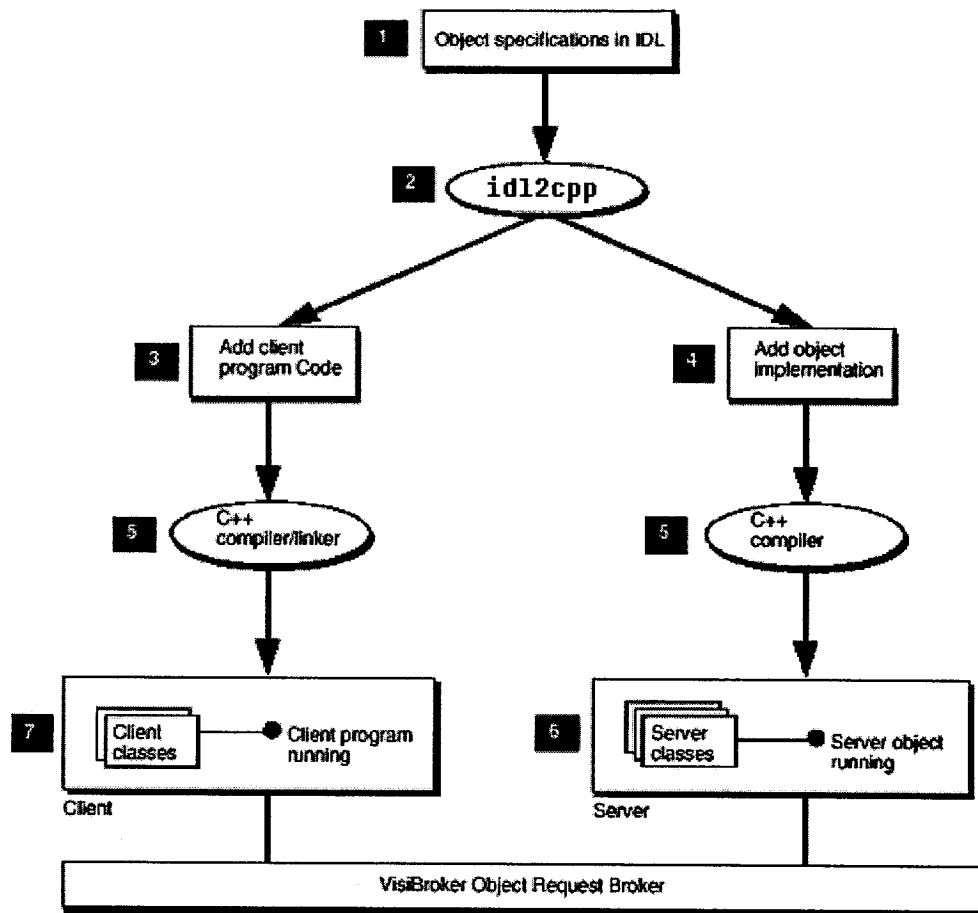 1
Object specifications in IDL
2
idl2cpp
3
Add client
program Code
4
Add object
implementation
5
C++
compiler/linker
5
C++
compiler
7
Client
classes
Client program
running
Client
6
Server
classes
Server object
running
Server
VisiBroker Object Request Broker